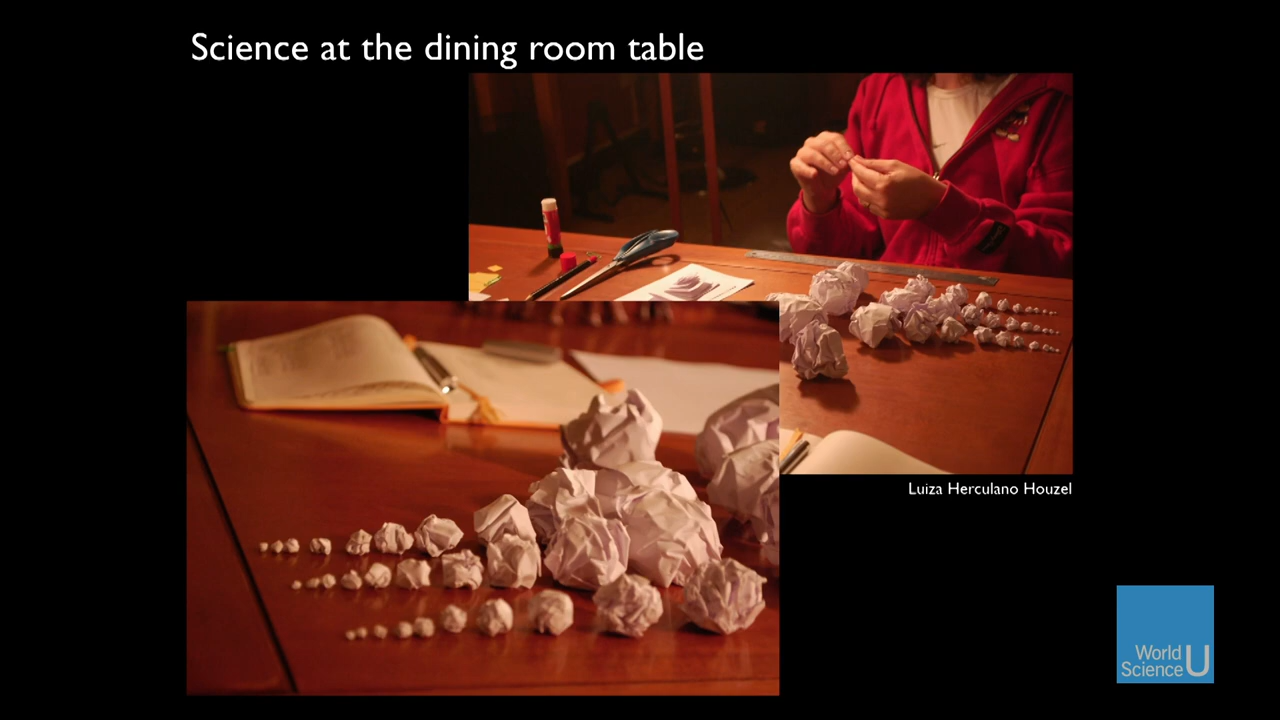 Science at the dining room table
Luiza Herculano Houzel
World
Science U